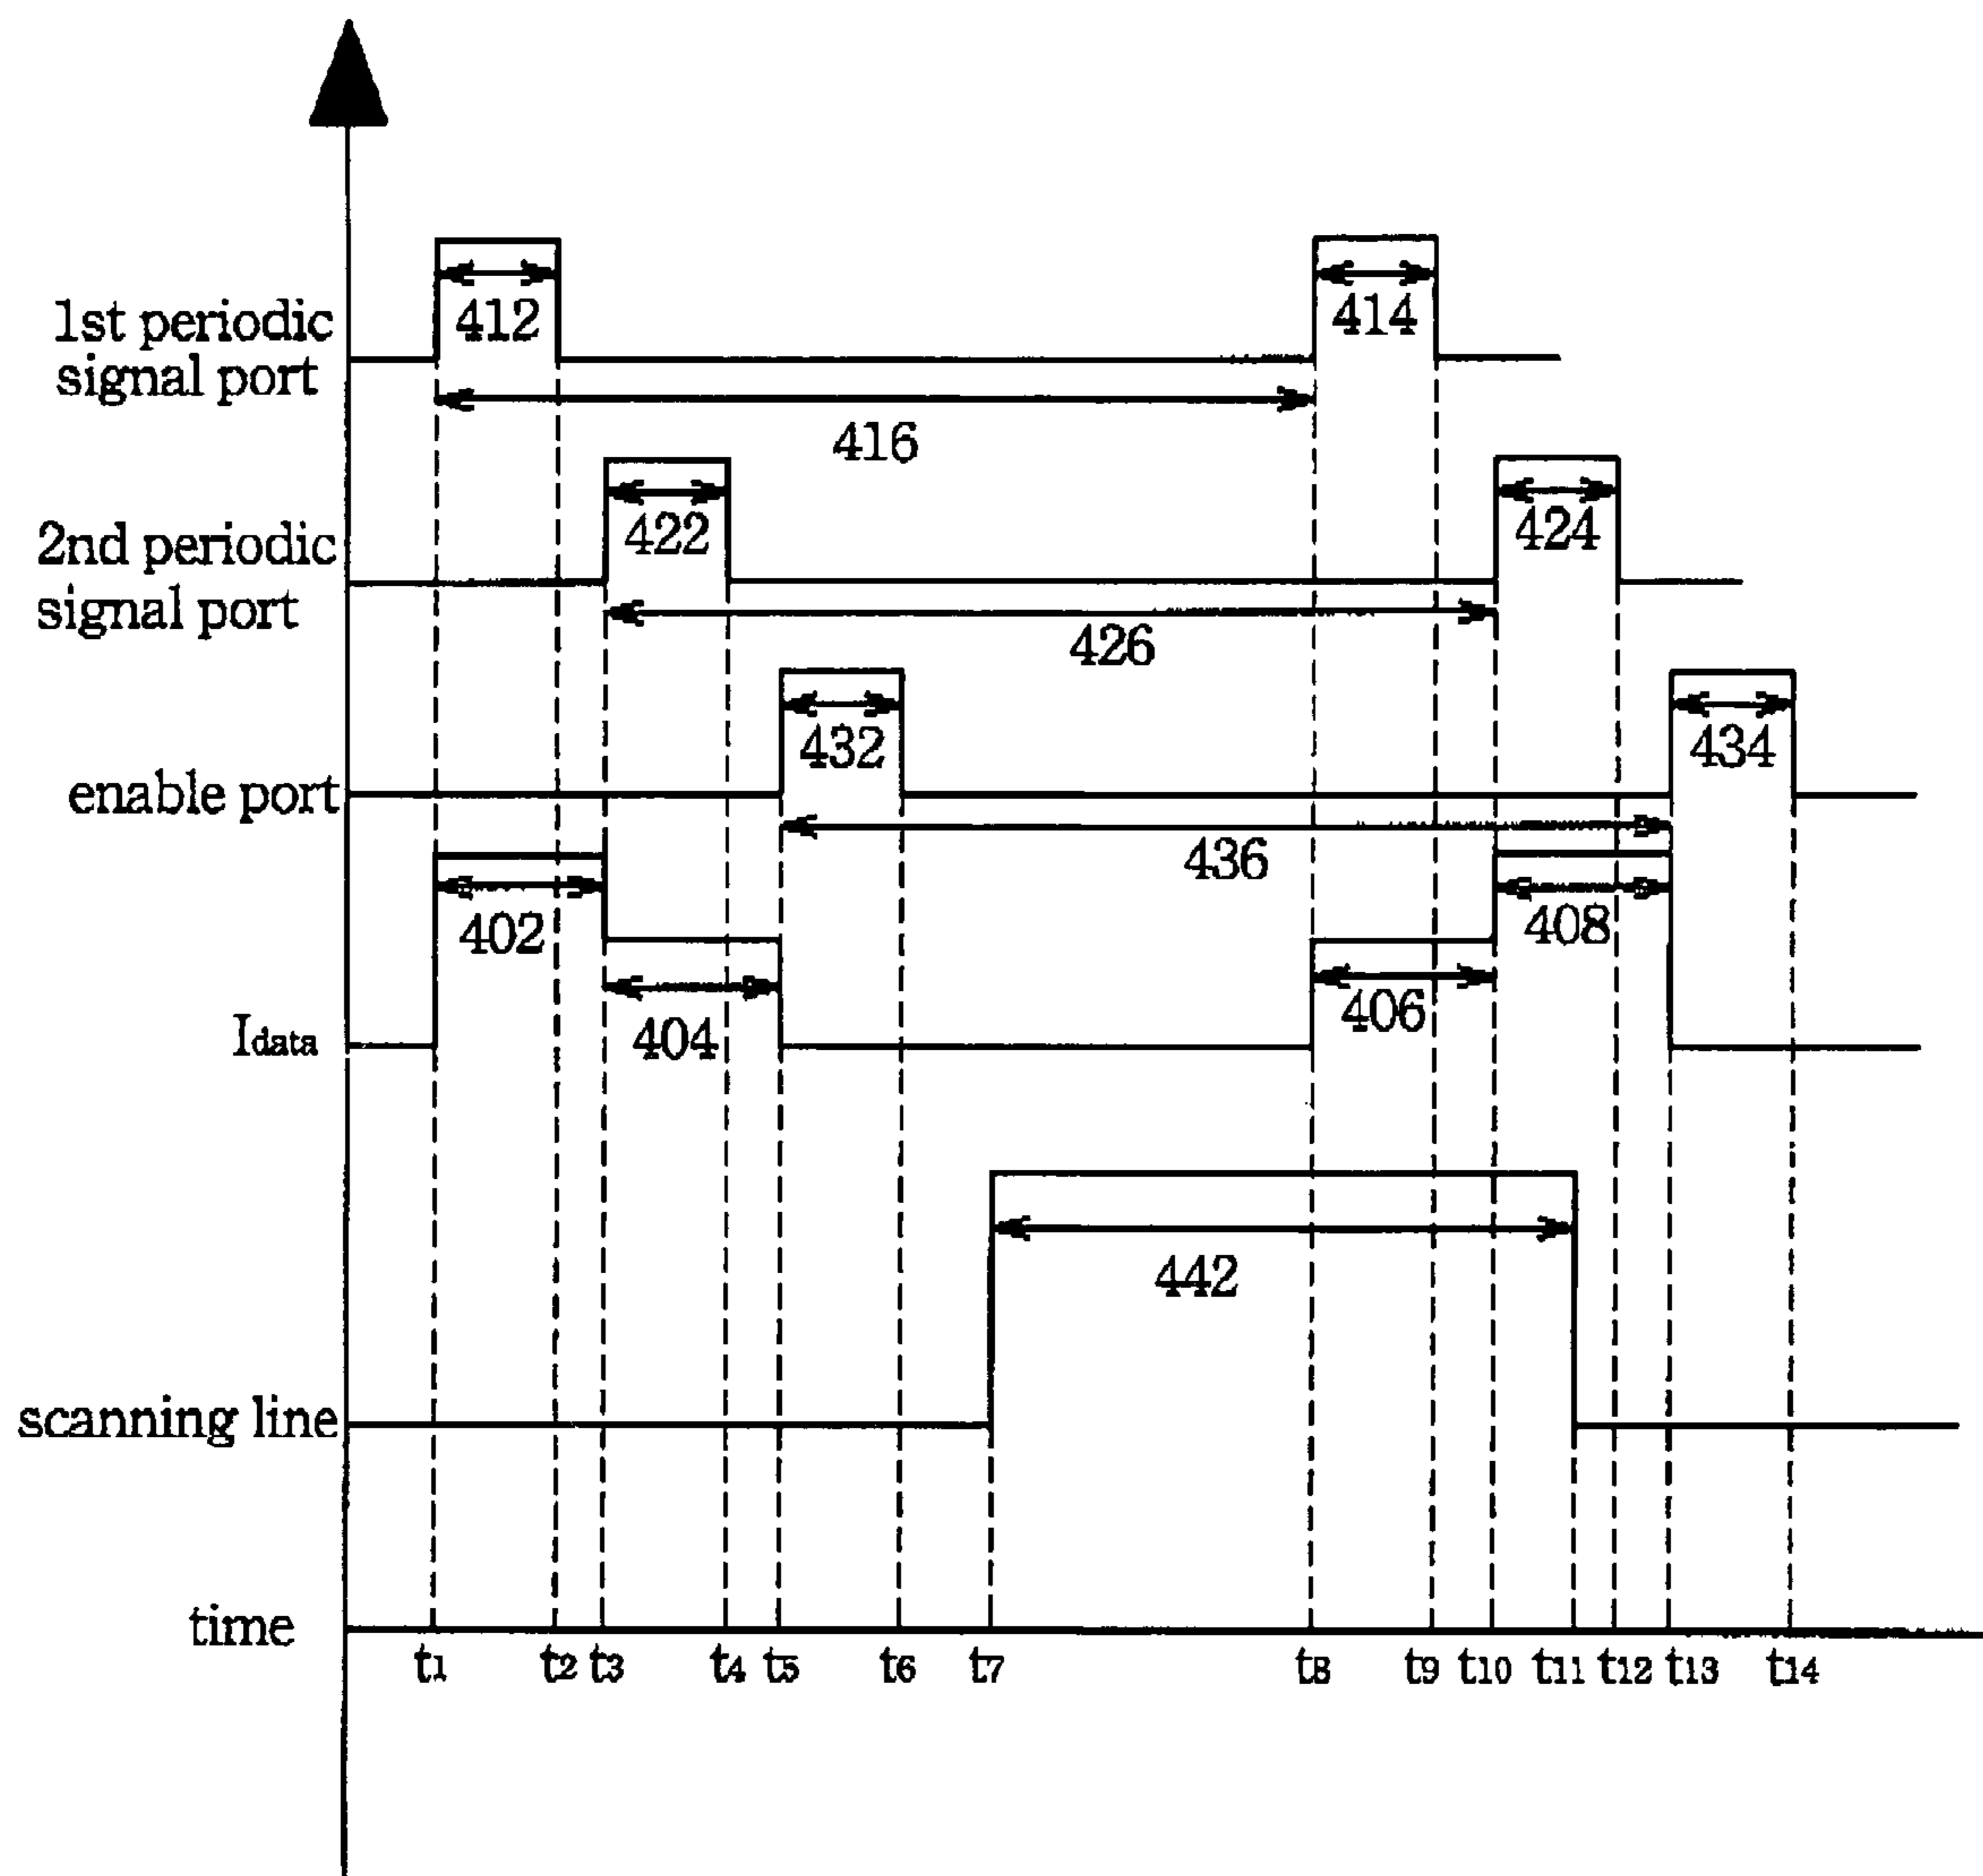 412
414
1st periodic
signal port
416
422
424
2nd periodic
signal port
426
432
434
enable port
436
402
408
404
406
Idata
442
scanning line
time
t1 t2 t3 t4 t5 t6 t7 t8 t9 t10 t11 t12 t13 t14